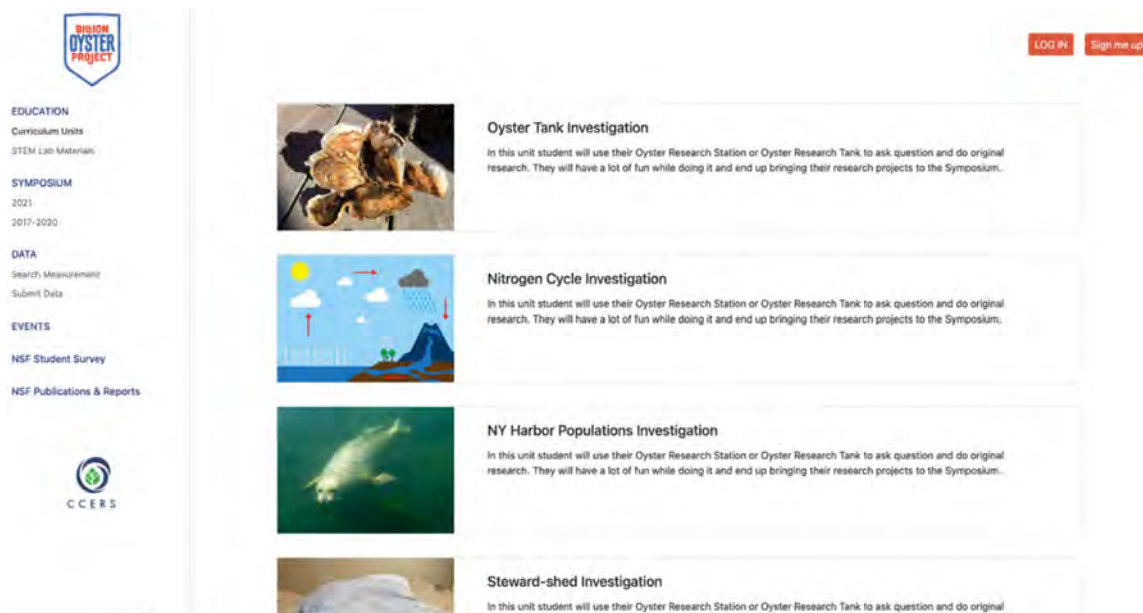 BILLION
OYSTER
PROJECT
LOG IN
Sign me up
EDUCATION
Curriculum Units
STEM Lab Materials
SYMPOSIUM
2021
2017-2020
DATA
Search Measurement
Submit Data
EVENTS
NSF Student Survey
NSF Publications & Reports
CCERS
Oyster Tank Investigation
In this unit student will use their Oyster Research Station or Oyster Research Tank to ask question and do original
research. They will have a lot of fun while doing it and end up bringing their research projects to the Symposium.
Nitrogen Cycle Investigation
In this unit student will use their Oyster Research Station or Oyster Research Tank to ask question and do original
research. They will have a lot of fun while doing it and end up bringing their research projects to the Symposium.
NY Harbor Populations Investigation
In this unit student will use their Oyster Research Station or Oyster Research Tank to ask question and do original
research. They will have a lot of fun while doing it and end up bringing their research projects to the Symposium.
Steward-shed Investigation
In this unit student will use their Oyster Research Station or Oyster Research Tank to ask question and do original